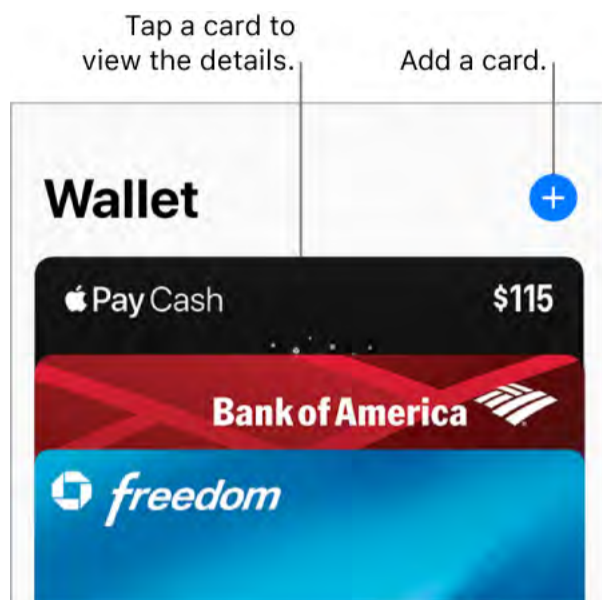 Tap a card to
view the details.
Add a card.
Wallet
Pay Cash
$115
Bank of America
freedom